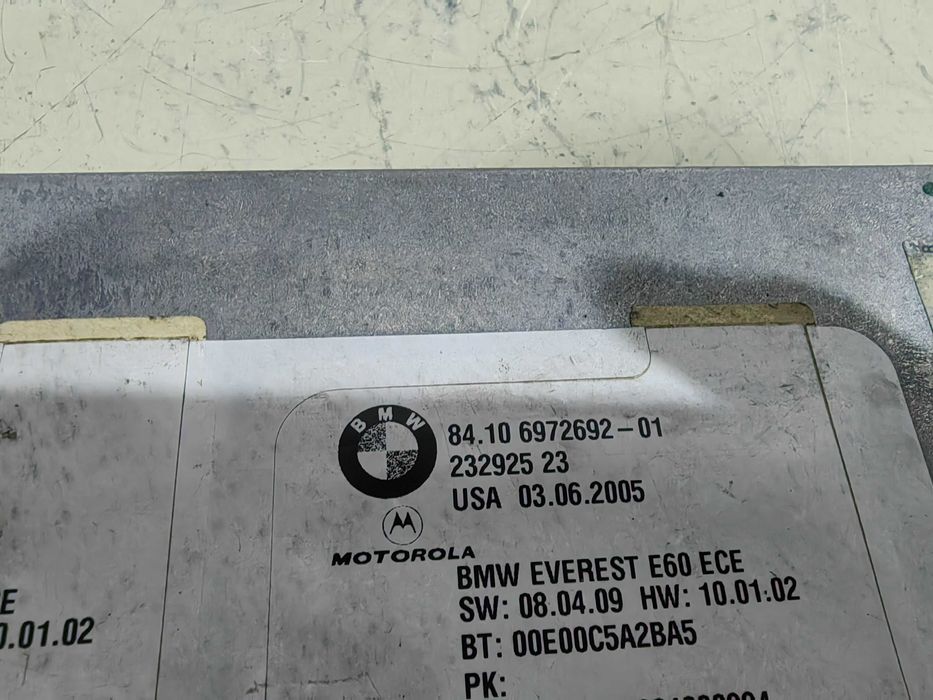 BMW
84.10 6972692-01
232925 23
USA 03.06.2005
MOTOROLA
BMW EVEREST E60 ECE
SW: 08.04.09 HW: 10.01.02
BT: 00E00C5A2BA5
PK:
E
0.01.02